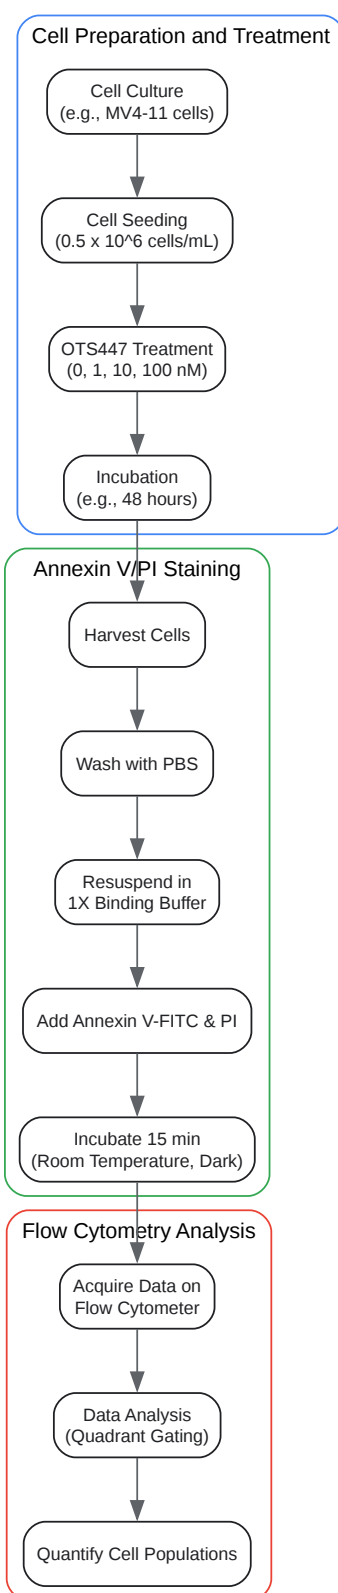 Cell Preparation and Treatment
Cell Culture
(e.g., MV4-11 cells)
Cell Seeding
(0.5 x 10^6 cells/mL)
OTS447 Treatment
(0, 1, 10, 100 nM)
Incubation
(e.g., 48 hours)
Annexin V/PI Staining
Harvest Cells
Wash with PBS
Resuspend in
1X Binding Buffer
Add Annexin V-FITC & PI
Incubate 15 min
(Room Temperature, Dark)
Flow Cytometry Analysis
Acquire Data on
Flow Cytometer
Data Analysis
(Quadrant Gating)
Quantify Cell Populations